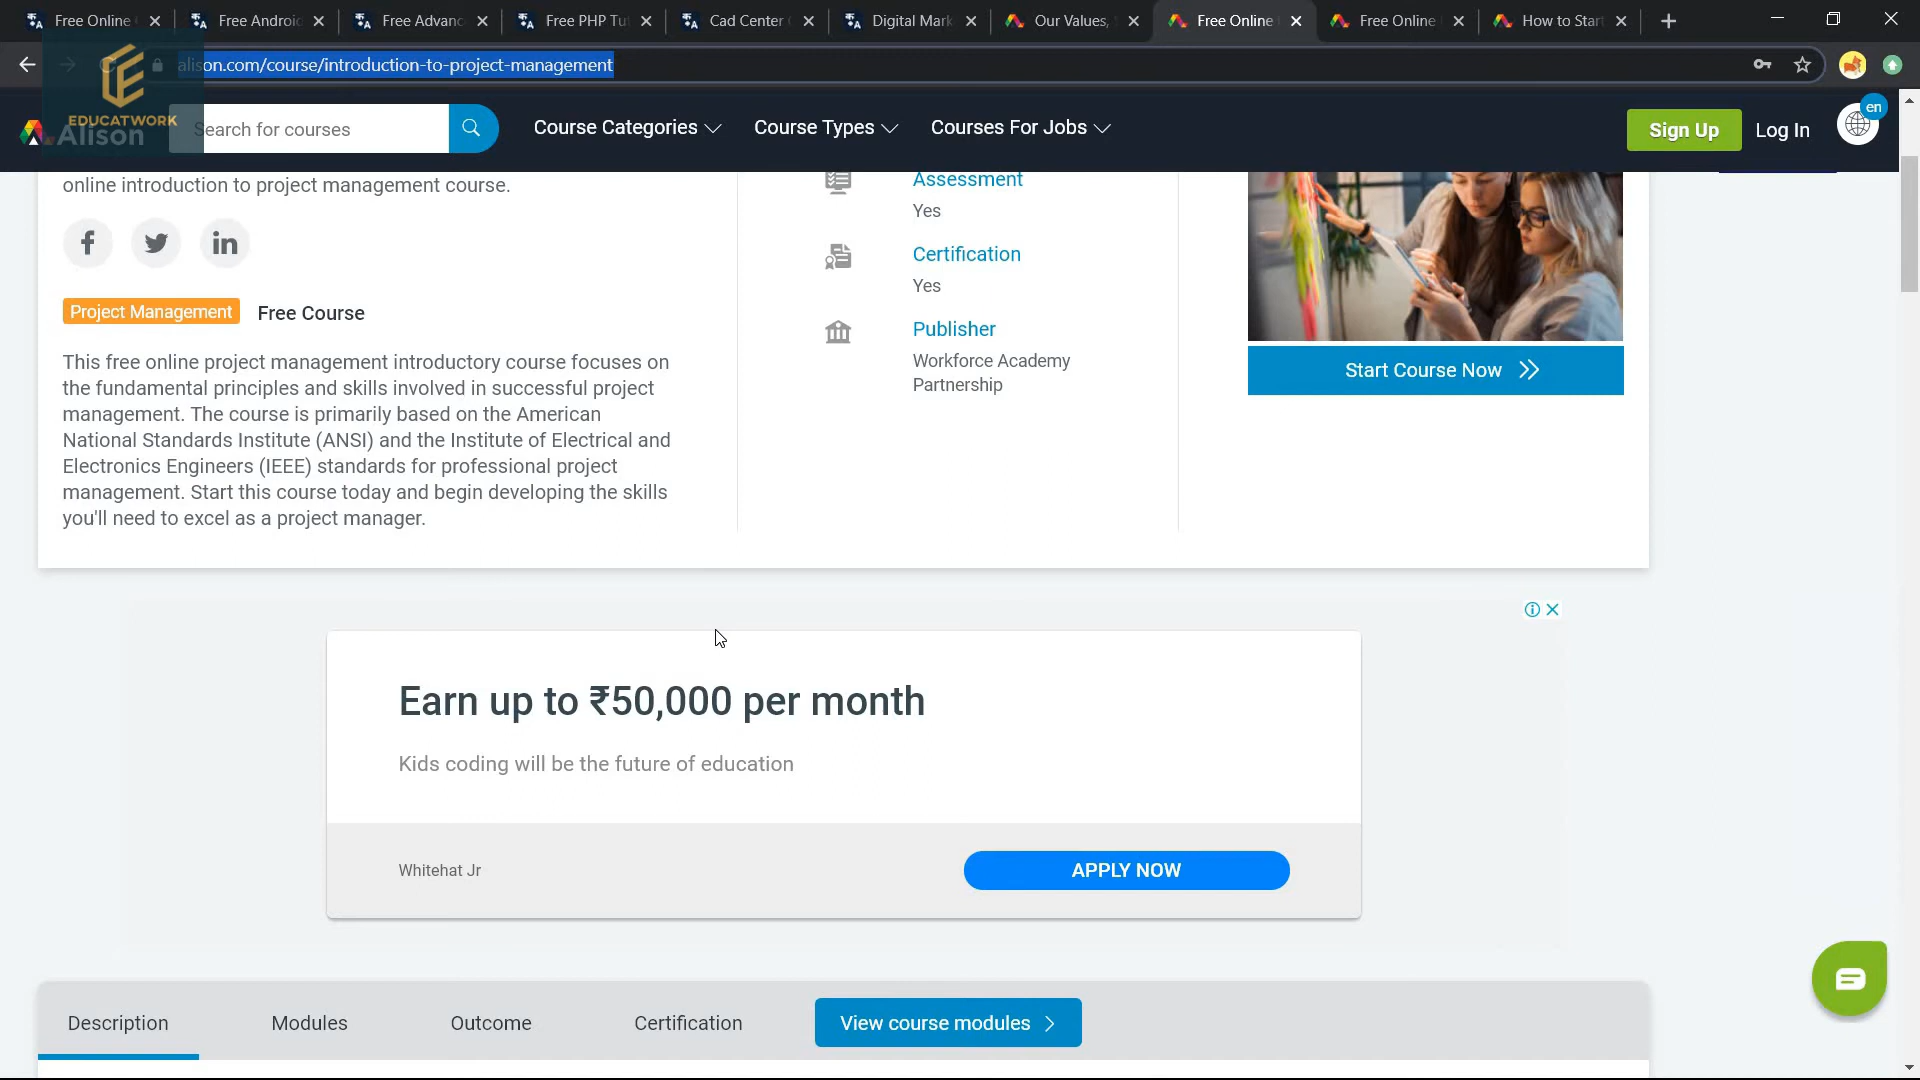 Free Online
Free Androi
Free Advanc
Free PHP Tu
Cad Center
Digital Mark
Our Values,
Free Online
Free Online
How to Star
alison.com/course/introduction-to-project-management
EDUCATWORK
Alison
Search for courses
Course Categories
Course Types
Courses For Jobs
Sign Up
Log In
en
online introduction to project management course.
Project Management
Free Course
This free online project management introductory course focuses on
the fundamental principles and skills involved in successful project
management. The course is primarily based on the American
National Standards Institute (ANSI) and the Institute of Electrical and
Electronics Engineers (IEEE) standards for professional project
management. Start this course today and begin developing the skills
you'll need to excel as a project manager.
Assessment
Yes
Certification
Yes
Publisher
Workforce Academy
Partnership
Start Course Now
Earn up to ₹50,000 per month
Kids coding will be the future of education
Whitehat Jr
APPLY NOW
Description
Modules
Outcome
Certification
View course modules